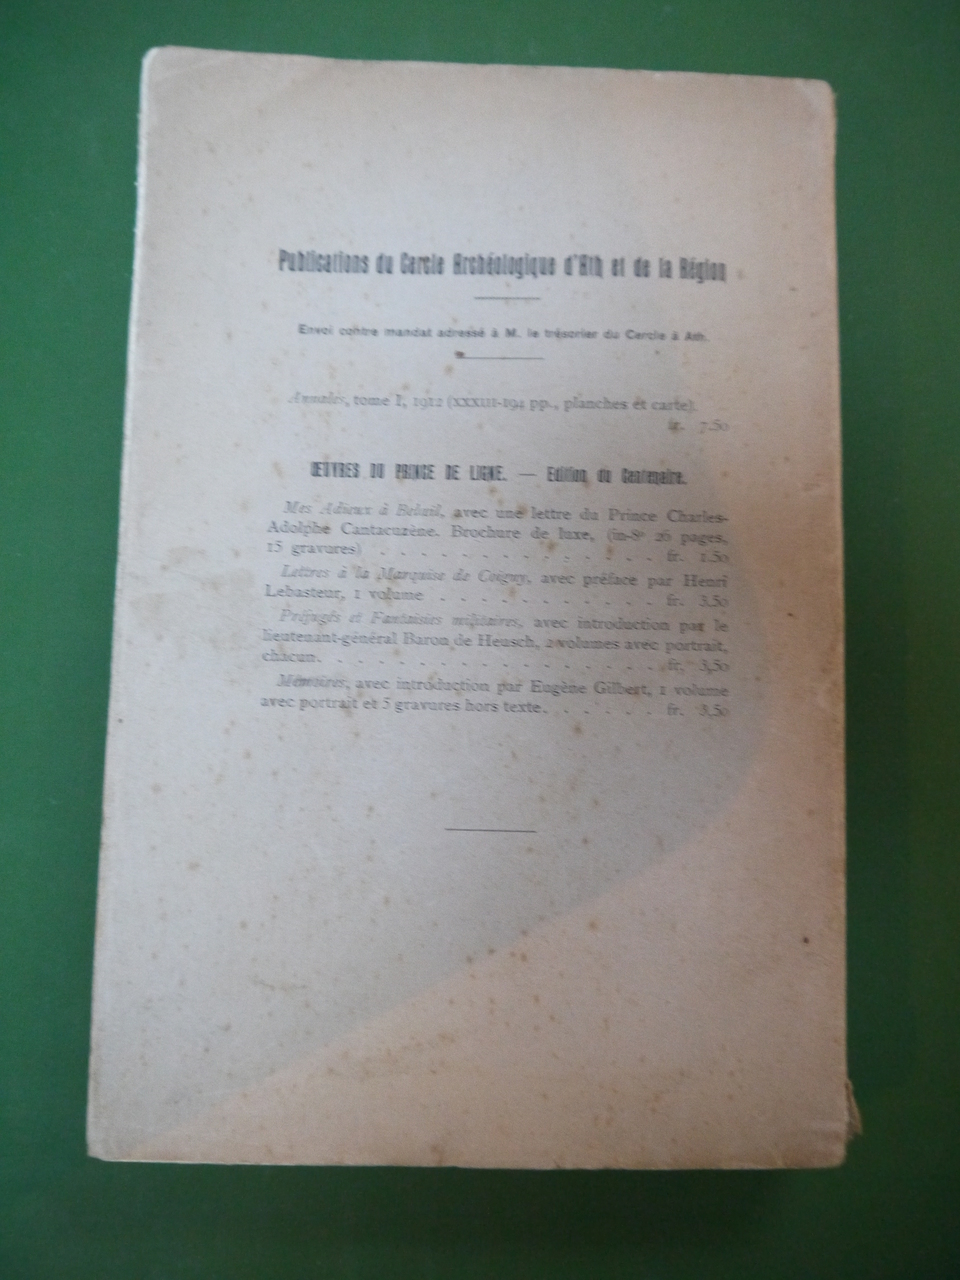 Publications du Cercle Archéologique d'Ath et de la Région
Envoi contre mandat adressé à M. le trésorier du Cercle à Ath.
Annales, tome I, 1912 (XXXIII-194 pp., planches et carte).
fr. 7.50
ŒUVRES DU PRINCE DE LIGNE. — Edition du Centenaire.
Mes Adieux à Belœil, avec une lettre du Prince Charles-
Adolphe Cantacuzène. Brochure de luxe, (in-8° 26 pages,
15 gravures) . . . . . . . . . . . . . . fr. 1.50
Lettres à la Marquise de Coigny, avec préface par Henri
Lebasteur, 1 volume . . . . . . . . . . . fr. 3,50
Préjugés et Fantaisies militaires, avec introduction par le
lieutenant-général Baron de Heusch, 2 volumes avec portrait,
chacun. . . . . . . . . . . . . . . . . . fr. 3,50
Mémoires, avec introduction par Eugène Gilbert, 1 volume
avec portrait et 5 gravures hors texte. . . . . . fr. 3,50